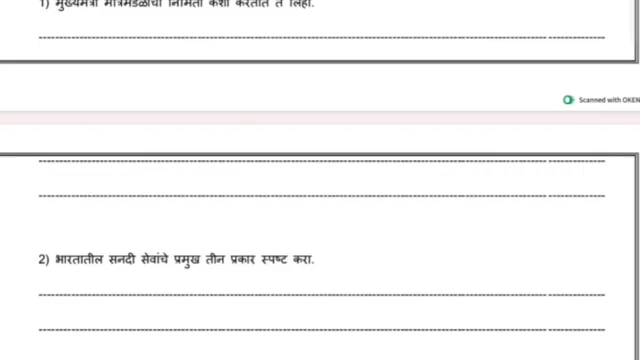 1) मुख्यमंत्री मंत्रिमंडळाची निर्मिती कशी करतात ते लिहा.
Scanned with OKEN
2) भारतातील सनदी सेवांचे प्रमुख तीन प्रकार स्पष्ट करा.